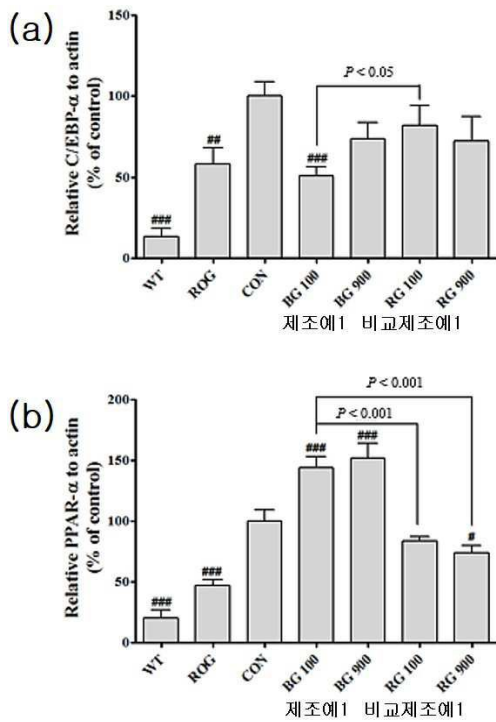 (a)
Relative C/EBP-α to actin
(% of control)
150
100
50
0
###
##
###
P < 0.05
WT
ROG
CON
BG 100
BG 900
RG 100
RG 900
제조예1 비교제조예1
(b)
Relative PPAR-α to actin
(% of control)
200
150
100
50
0
###
###
###
###
#
P < 0.001
P < 0.001
WT
ROG
CON
BG 100
BG 900
RG 100
RG 900
제조예1 비교제조예1